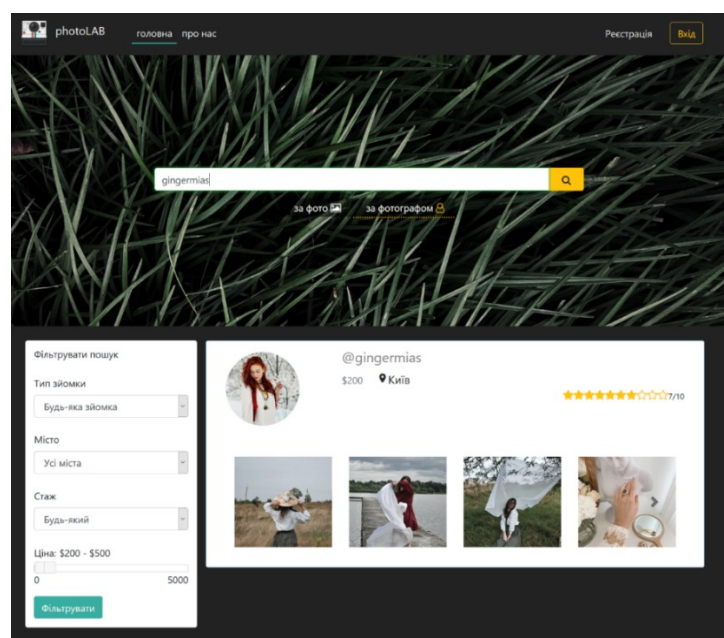 photoLAB головна про нас Реєстрація Вхід
gingermias
за фото за фотографом
Фільтрувати пошук
Тип зйомки
Будь-яка зйомка
Місто
Усі міста
Стаж
Будь-який
Ціна: $200 - $500
0 5000
Фільтрувати
@gingermias
$200 Київ
7/10